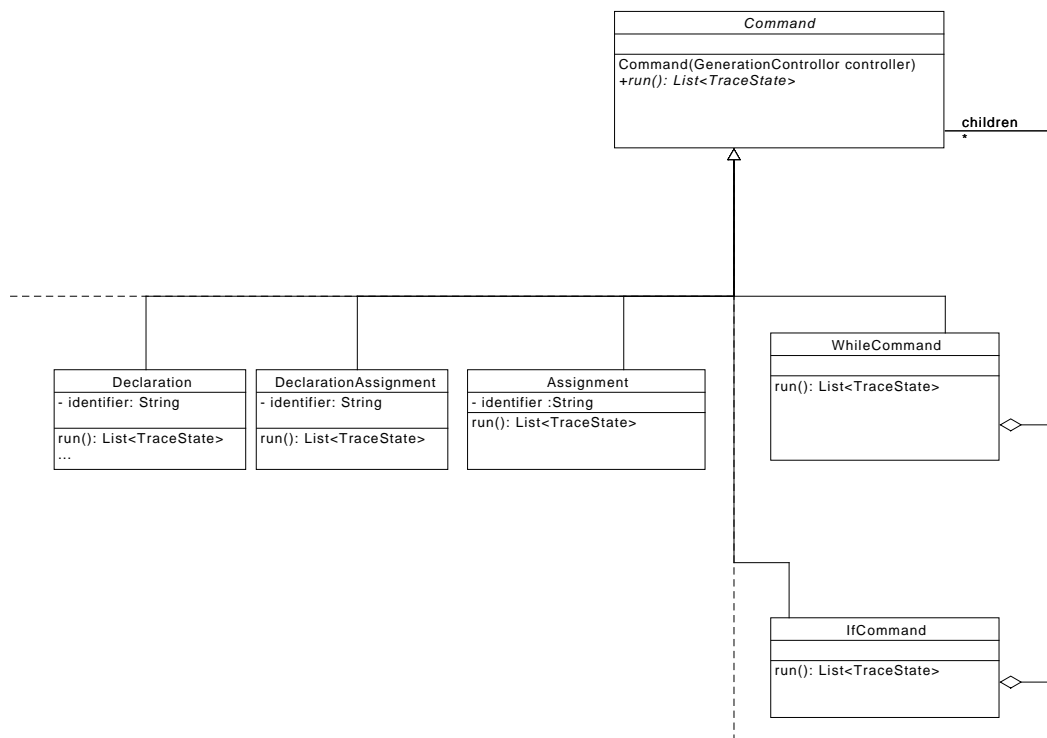 Command
Command(GenerationControllor controller)
+run(): List<TraceState>
children
*
WhileCommand
run(): List<TraceState>
Declaration
- identifier: String
run(): List<TraceState>
...
DeclarationAssignment
- identifier: String
run(): List<TraceState>
Assignment
- identifier :String
run(): List<TraceState>
IfCommand
run(): List<TraceState>